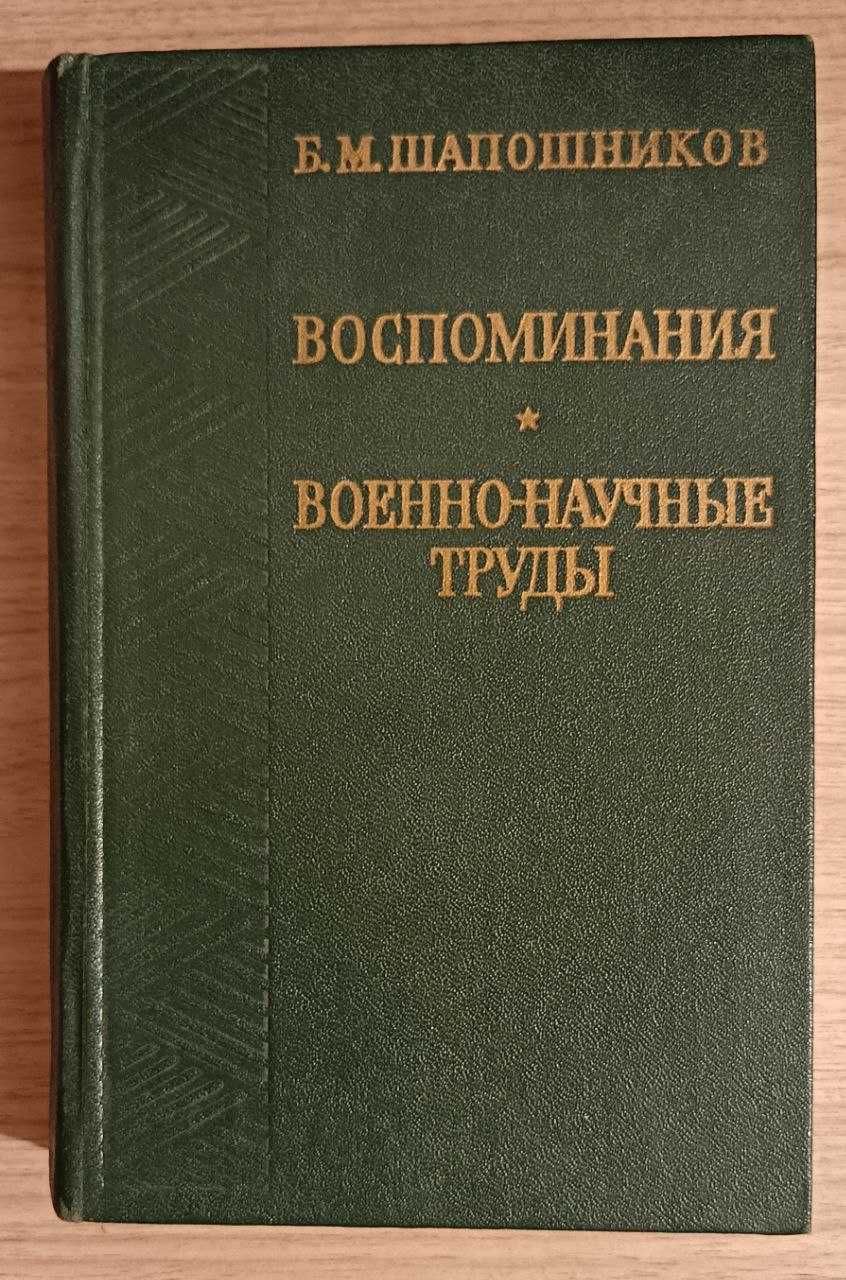 Б. М. ШАПОШНИКОВ
ВОСПОМИНАНИЯ
ВОЕННО-НАУЧНЫЕ
ТРУДЫ